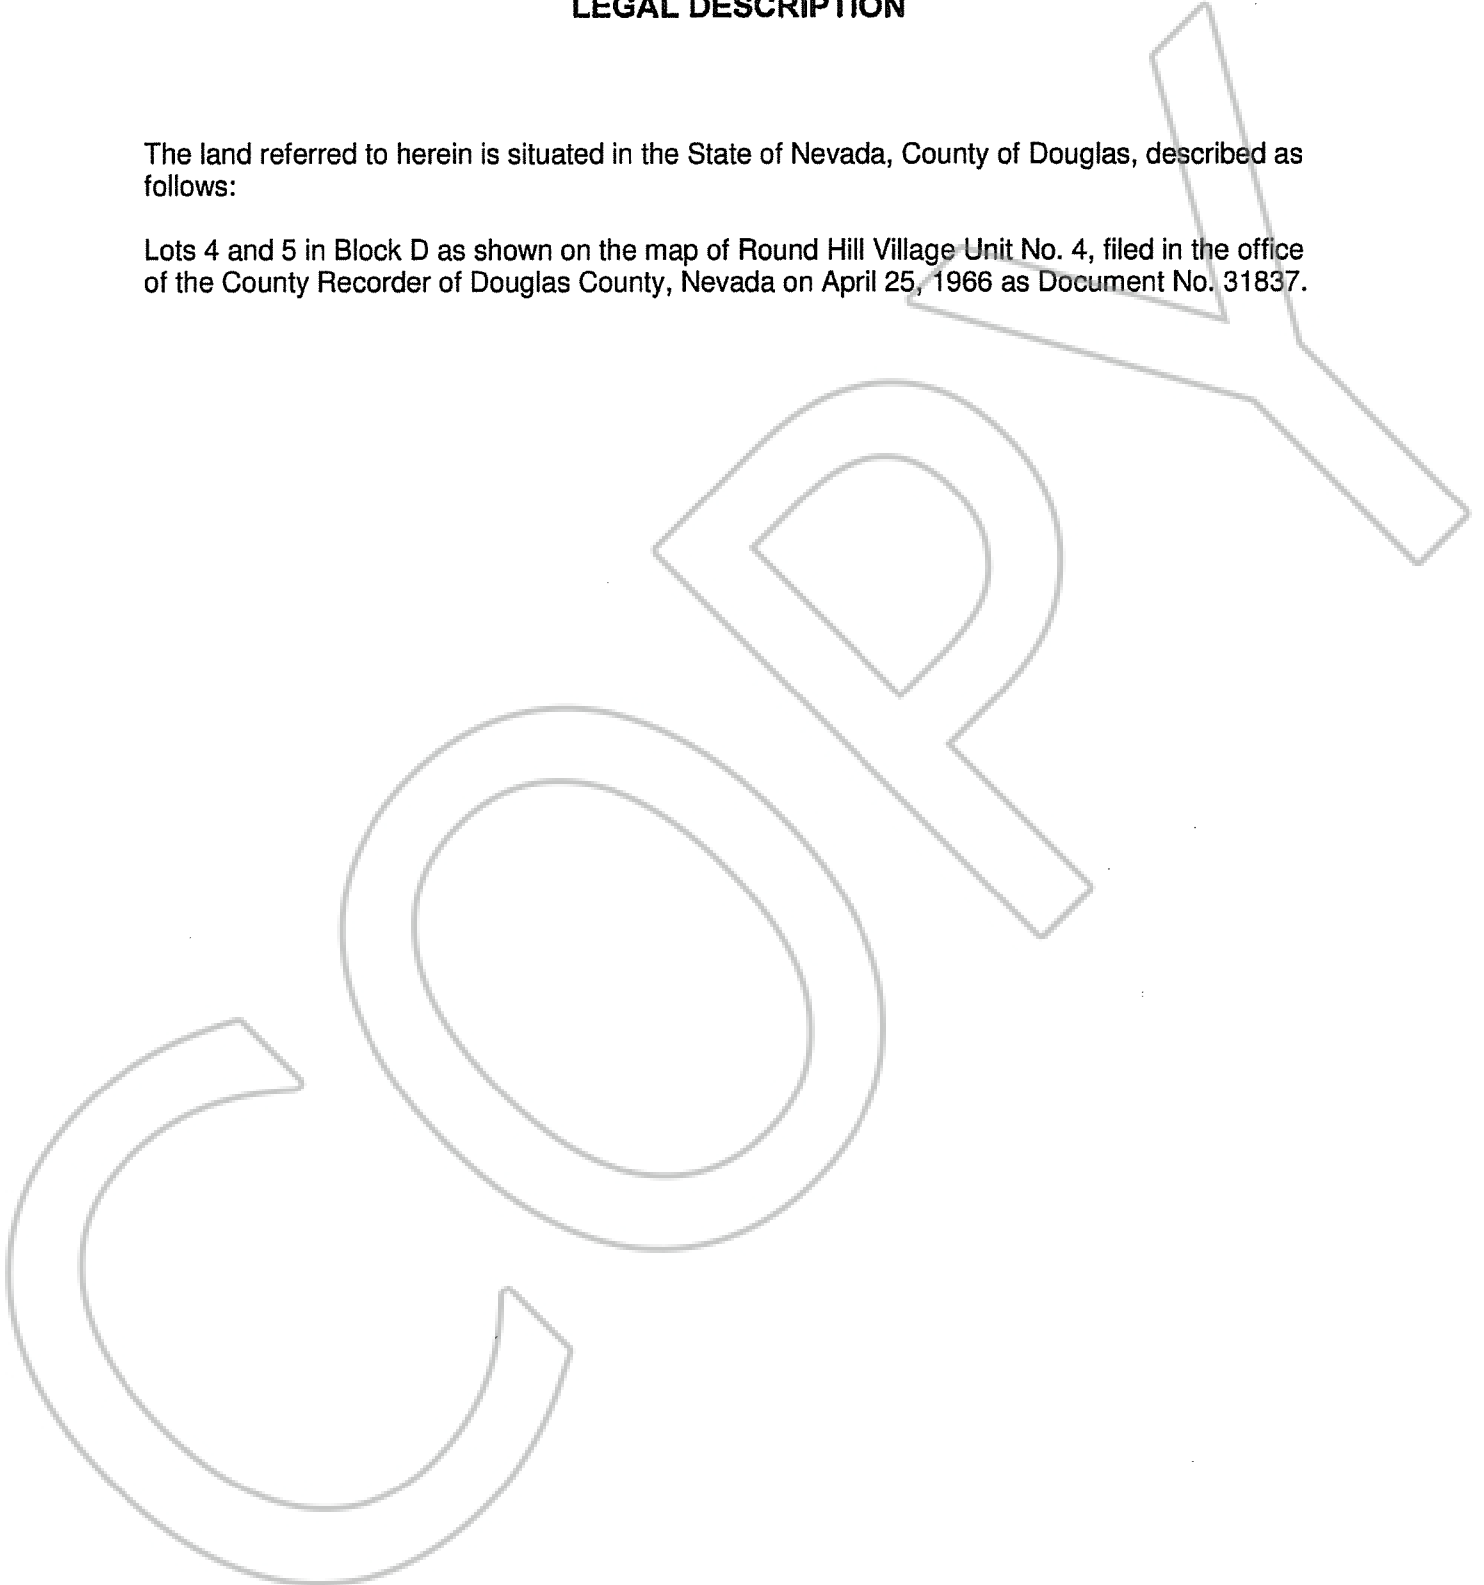 LEGAL DESCRIPTION
The land referred to herein is situated in the State of Nevada, County of Douglas, described as
follows:
Lots 4 and 5 in Block D as shown on the map of Round Hill Village Unit No. 4, filed in the office
of the County Recorder of Douglas County, Nevada on April 25, 1966 as Document No. 31837.
COPY